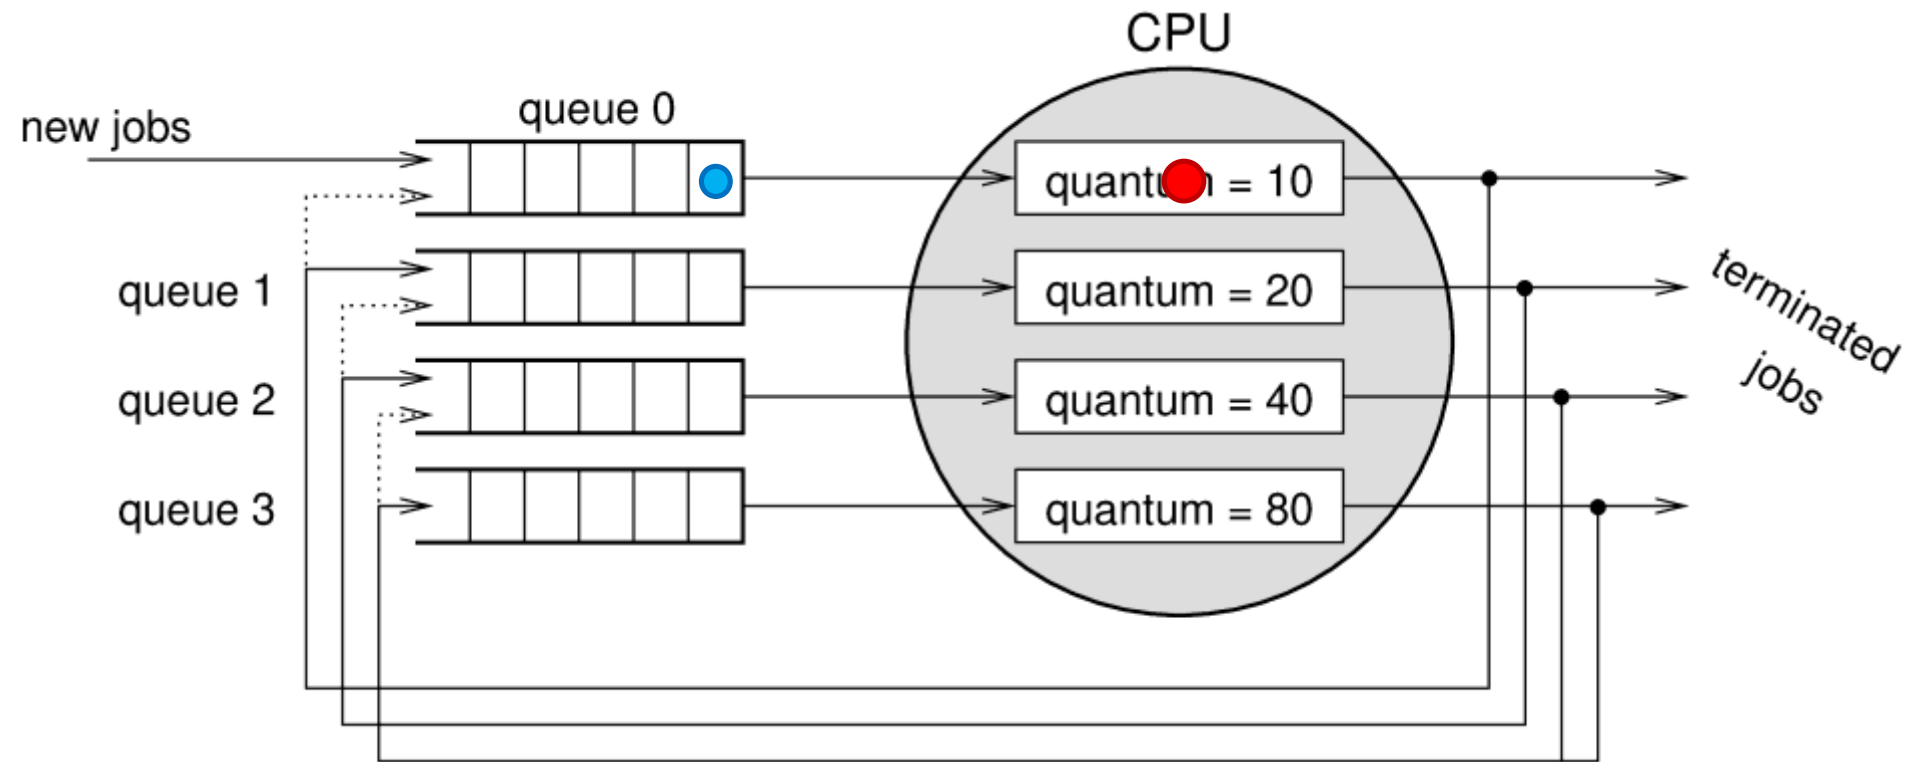 CPU
queue 0
new jobs
quantum = 10
queue 1
quantum = 20
terminated
jobs
queue 2
quantum = 40
queue 3
quantum = 80